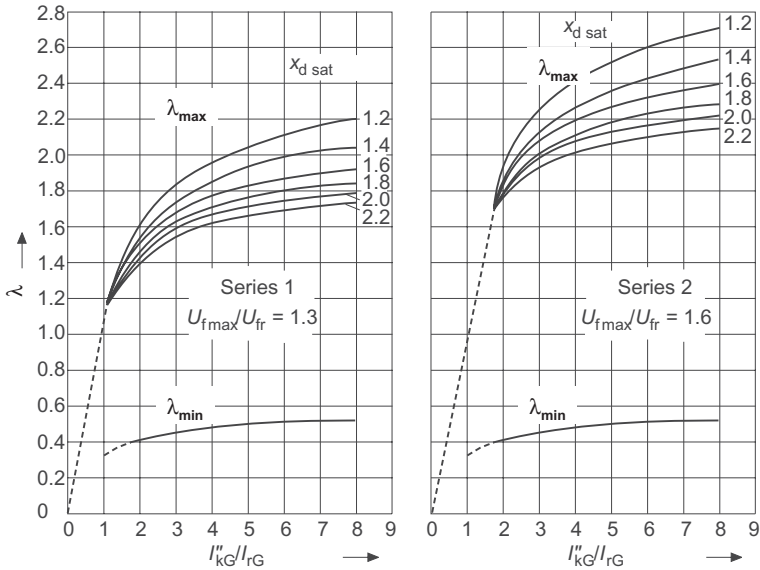 2.8
2.6
2.4
2.2
2.0
1.8
1.6
1.4
1.2
1.0
0.8
0.6
0.4
0.2
0
λ
x_d sat
λ_max
1.2
1.4
1.6
1.8
2.0
2.2
Series 1
U_f max/U_fr = 1.3
λ_min
0 1 2 3 4 5 6 7 8 9
I″_kG/I_rG
x_d sat
λ_max
1.2
1.4
1.6
1.8
2.0
2.2
Series 2
U_f max/U_fr = 1.6
λ_min
0 1 2 3 4 5 6 7 8 9
I″_kG/I_rG